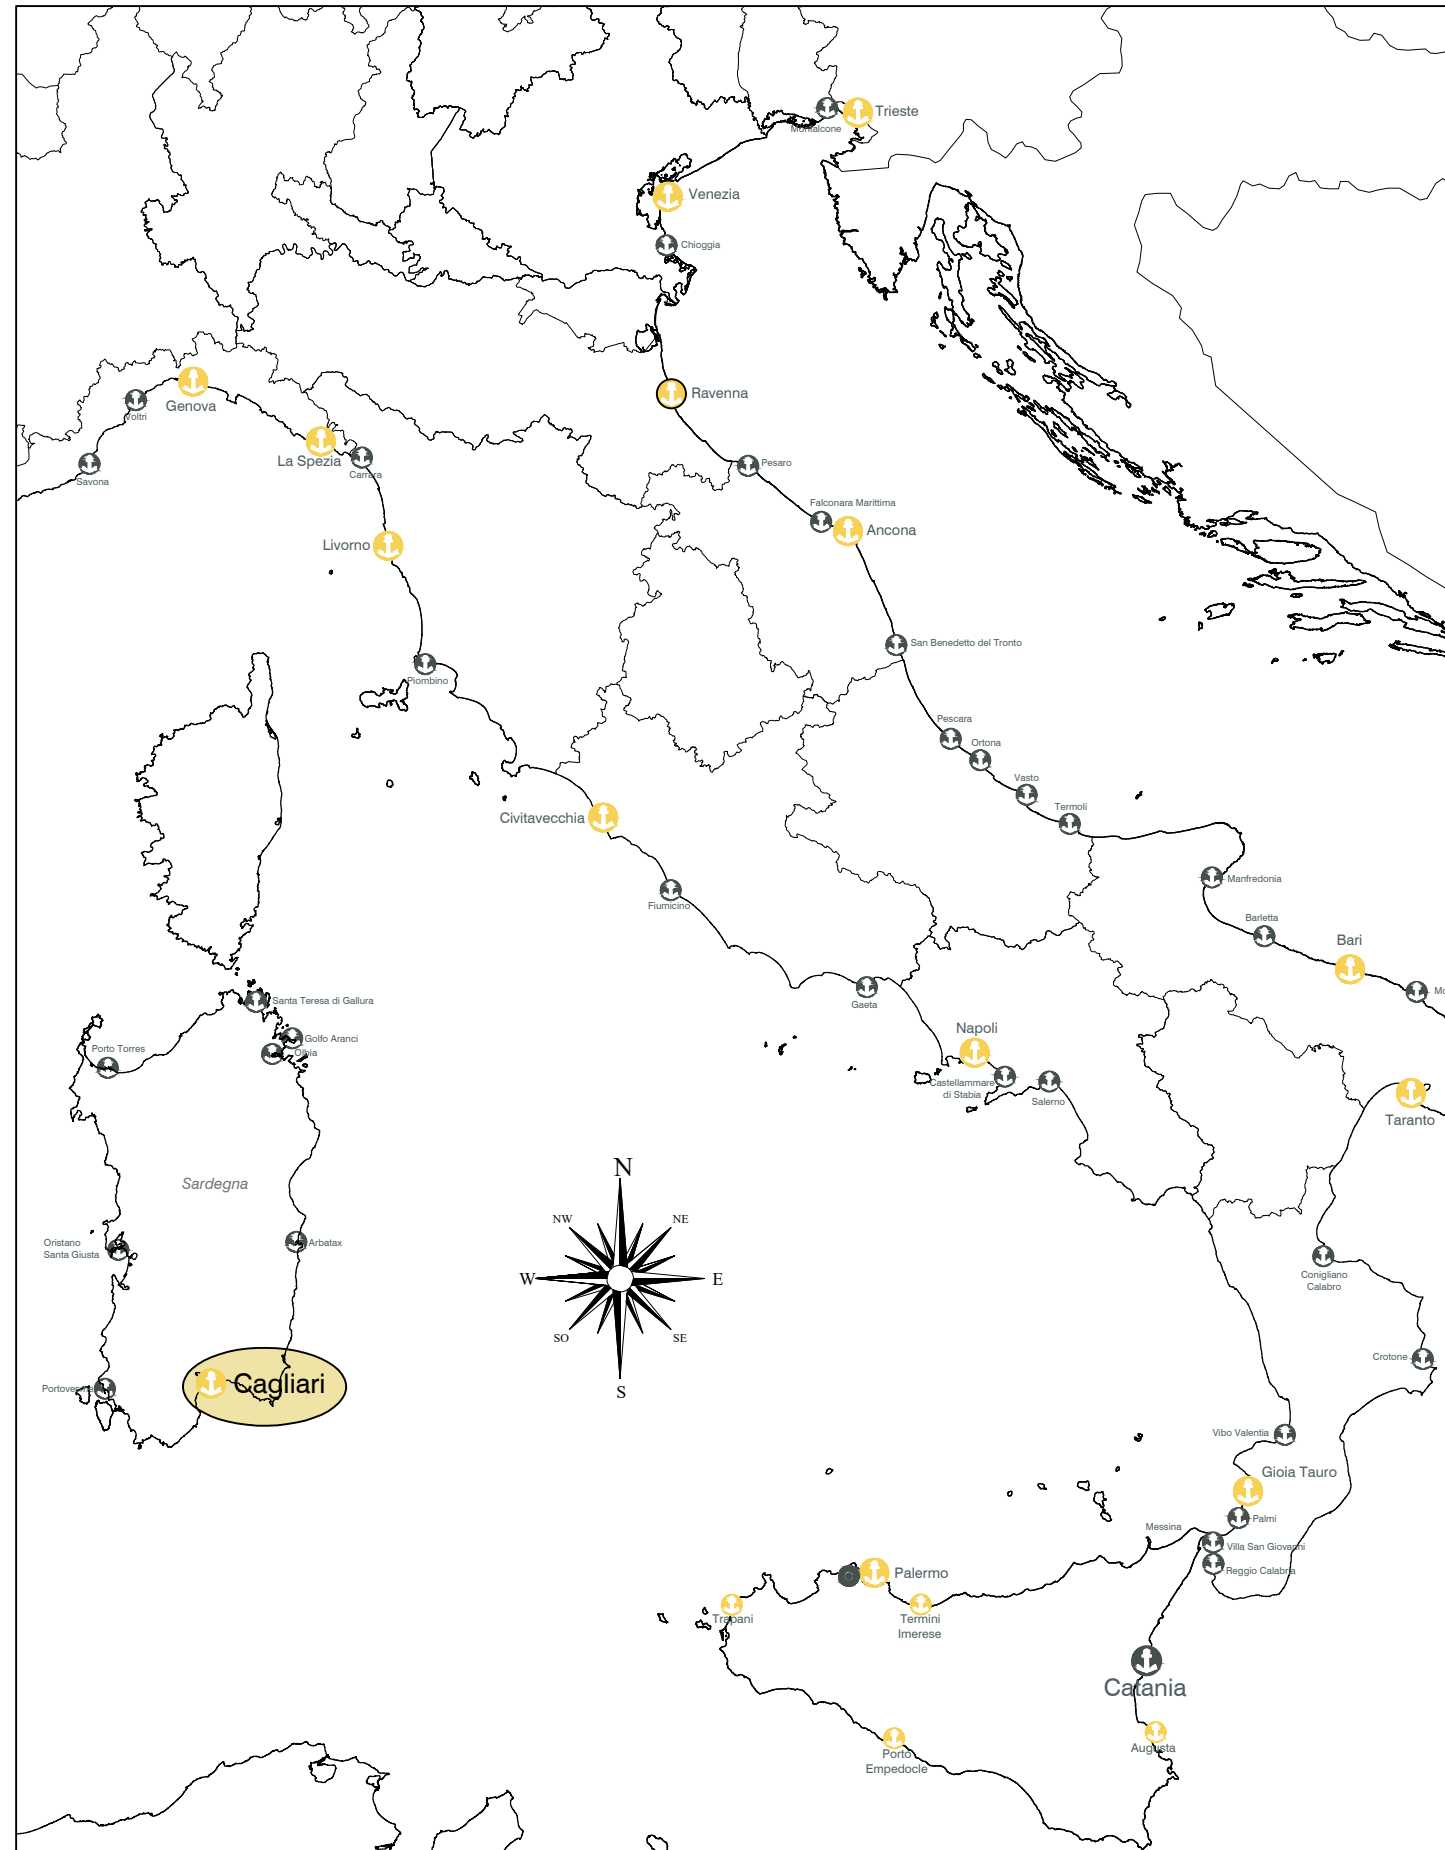 Trieste
Monfalcone
Venezia
Chioggia
Ravenna
Genova
Voltri
La Spezia
Carrara
Savona
Pesaro
Falconara Marittima
Ancona
Livorno
San Benedetto del Tronto
Piombino
Pescara
Ortona
Vasto
Termoli
Civitavecchia
Manfredonia
Fiumicino
Barletta
Bari
Gaeta
Mo
Santa Teresa di Gallura
Golfo Aranci
Olbia
Porto Torres
Napoli
Castellammare
di Stabia
Salerno
Taranto
Sardegna
N
NW
NE
W
E
SO
SE
S
Oristano
Santa Giusta
Arbatax
Conigliano
Calabro
Crotone
Cagliari
Vibo Valentia
Gioia Tauro
Palmi
Messina
Villa San Giovanni
Reggio Calabria
Palermo
Trapani
Termini
Imerese
Catania
Augusta
Porto
Empedocle